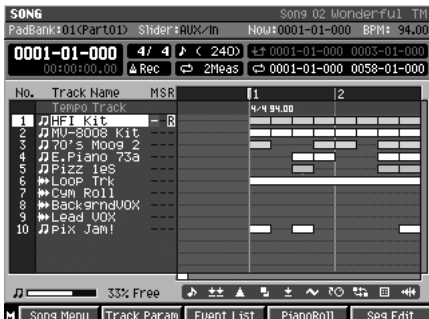 SONG Song 02 Wonderful TM
PadBank:01(Part01) Slider:AUX/In Now:0001-01-000 BPM: 94.00
0001-01-000 4/ 4 ♪ ( 240) 0001-01-000 0003-01-000
00:00:00.00 Rec 2Meas 0001-01-000 0058-01-000
No. Track Name MSR 1 2
Tempo Track 4/4 94.00
1 HFI Kit --R
2 MV-8008 Kit ---
3 70's Moog 2 ---
4 E.Piano 73a ---
5 Pizz 1eS ---
6 Loop Trk ---
7 Cym Roll ---
8 BackgrndVOX ---
9 Lead VOX ---
10 Pix Jam! ---
33% Free
M Song Menu Track Param Event List PianoRoll Seq Edit